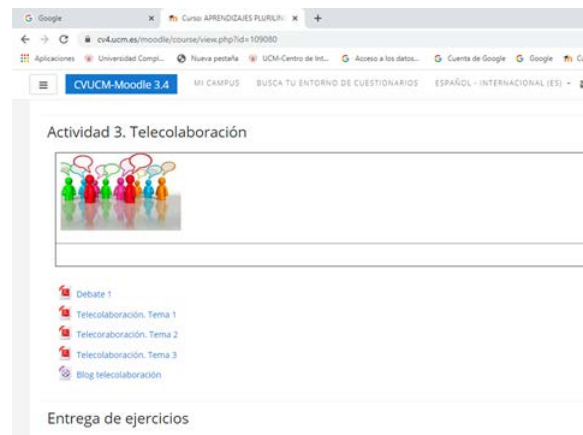 Google
Curso: APRENDIZAJES PLURILIN
cv4.ucm.es/moodle/course/view.php?id=109080
Aplicaciones Universidad Compl... Nueva pestaña UCM-Centro de Int... Acceso a los datos... Cuenta de Google Google
CVUCM-Moodle 3.4 MI CAMPUS BUSCA TU ENTORNO DE CUESTIONARIOS ESPAÑOL - INTERNACIONAL (ES)
Actividad 3. Telecolaboración
Debate 1
Telecolaboración. Tema 1
Telecoraboración. Tema 2
Telecolaboración. Tema 3
Blog telecolaboración
Entrega de ejercicios